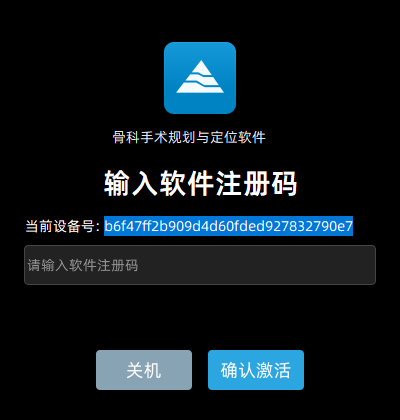 骨科手术规划与定位软件
输入软件注册码
当前设备号: b6f47ff2b909d4d60fded927832790e7
请输入软件注册码
关机 确认激活